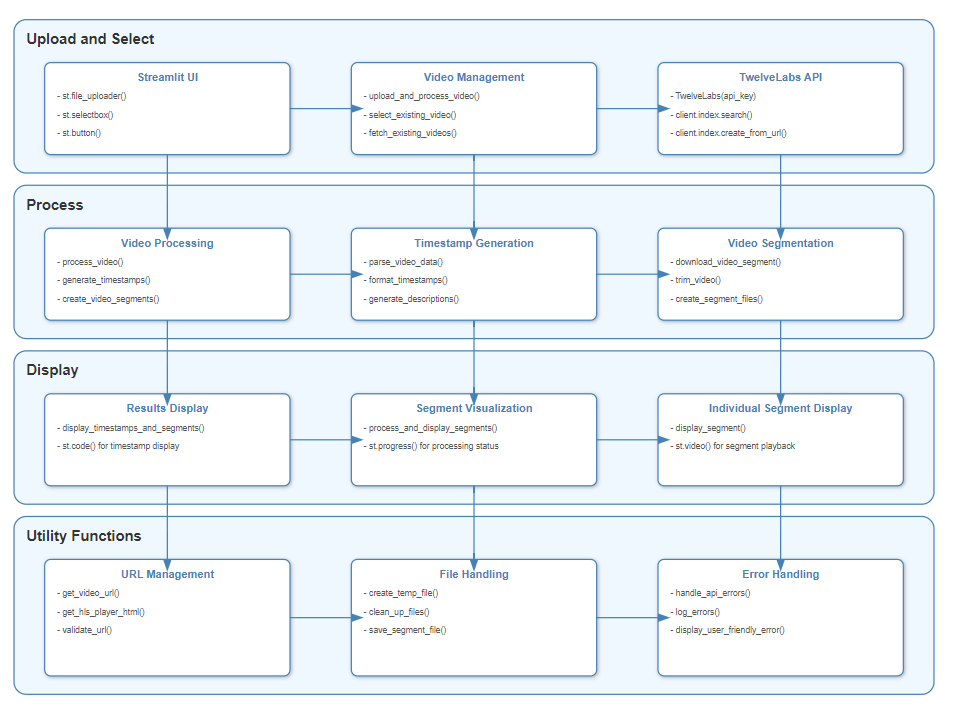 Upload and Select
Streamlit UI
- st.file_uploader()
- st.selectbox()
- st.button()
Video Management
- upload_and_process_video()
- select_existing_video()
- fetch_existing_videos()
TwelveLabs API
- TwelveLabs(api_key)
- client.index.search()
- client.index.create_from_url()
Process
Video Processing
- process_video()
- generate_timestamps()
- create_video_segments()
Timestamp Generation
- parse_video_data()
- format_timestamps()
- generate_descriptions()
Video Segmentation
- download_video_segment()
- trim_video()
- create_segment_files()
Display
Results Display
- display_timestamps_and_segments()
- st.code() for timestamp display
Segment Visualization
- process_and_display_segments()
- st.progress() for processing status
Individual Segment Display
- display_segment()
- st.video() for segment playback
Utility Functions
URL Management
- get_video_url()
- get_hls_player_html()
- validate_url()
File Handling
- create_temp_file()
- clean_up_files()
- save_segment_file()
Error Handling
- handle_api_errors()
- log_errors()
- display_user_friendly_error()